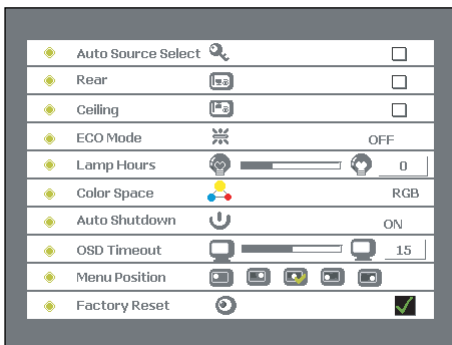 Auto Source Select
Rear
Ceiling
ECO Mode OFF
Lamp Hours 0
Color Space RGB
Auto Shutdown ON
OSD Timeout 15
Menu Position
Factory Reset